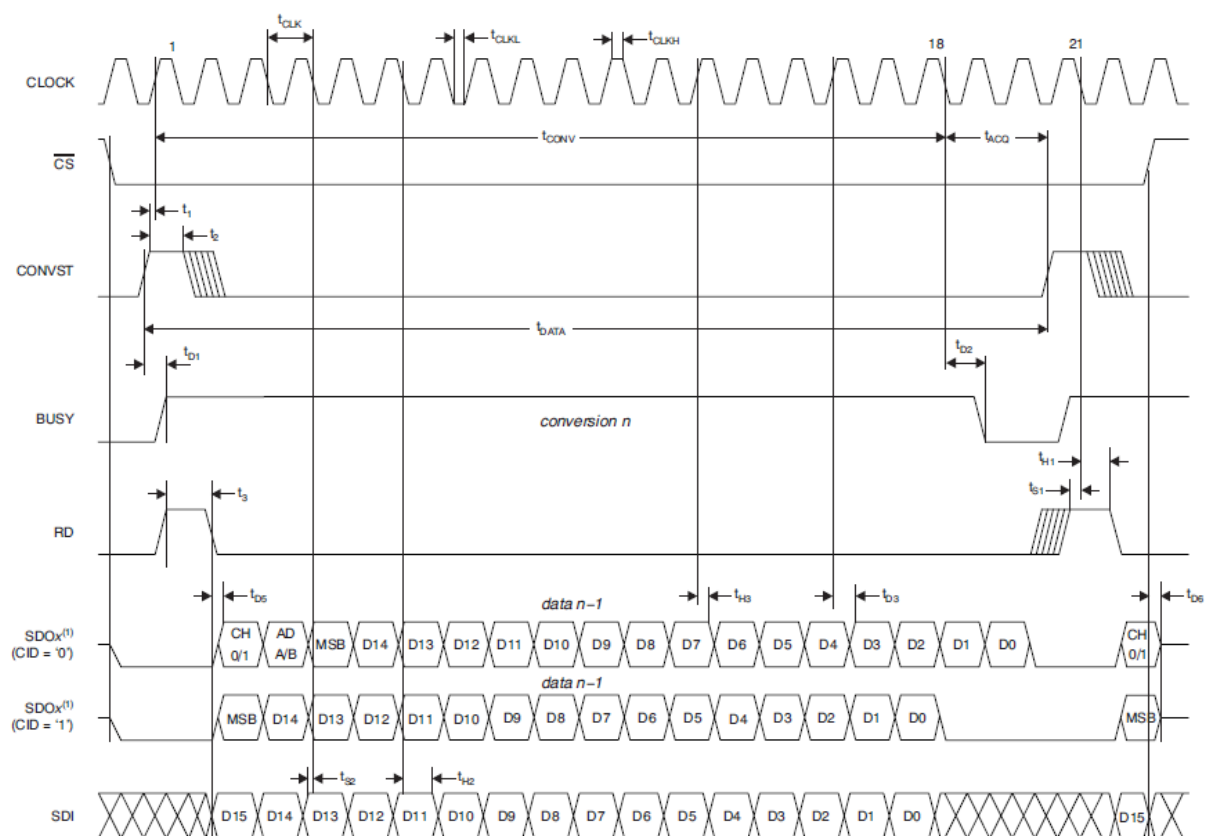 1 tCLK tCLKL tCLKH 18 21
CLOCK
tCONV tACQ
CS
t1
t2
CONVST
tDATA
tD1 tD2
BUSY conversion n
tH1
t3 tS1
RD
tD5 data n−1 tH3 tD3 tD6
SDOx(1) (CID = '0') CH 0/1 AD A/B MSB D14 D13 D12 D11 D10 D9 D8 D7 D6 D5 D4 D3 D2 D1 D0 CH 0/1
data n−1
SDOx(1) (CID = '1') MSB D14 D13 D12 D11 D10 D9 D8 D7 D6 D5 D4 D3 D2 D1 D0 MSB
tS2 tH2
SDI D15 D14 D13 D12 D11 D10 D9 D8 D7 D6 D5 D4 D3 D2 D1 D0 D15